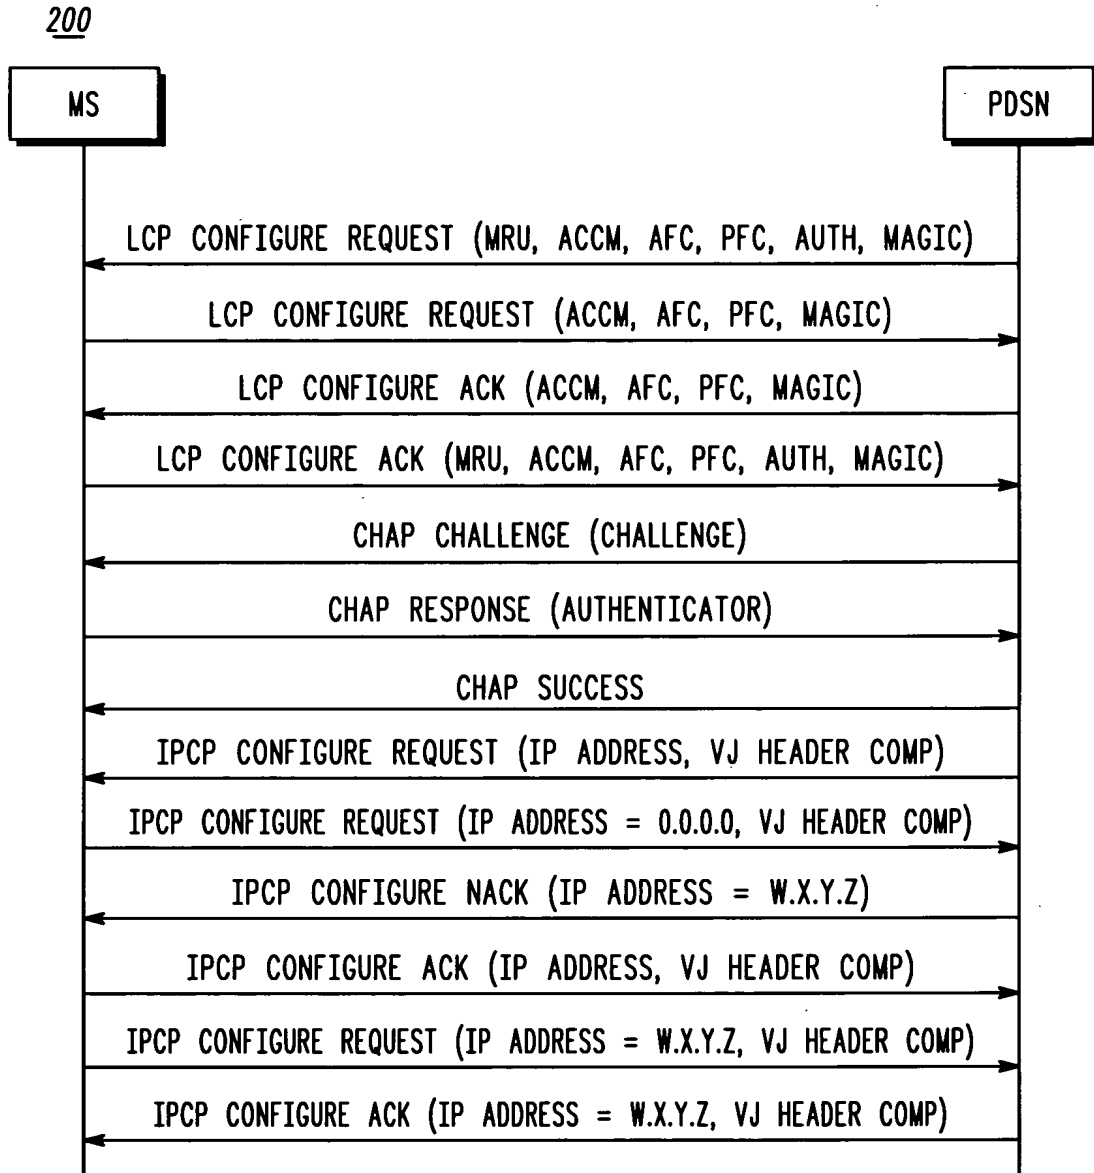 200
MS
PDSN
LCP CONFIGURE REQUEST (MRU, ACCM, AFC, PFC, AUTH, MAGIC)
LCP CONFIGURE REQUEST (ACCM, AFC, PFC, MAGIC)
LCP CONFIGURE ACK (ACCM, AFC, PFC, MAGIC)
LCP CONFIGURE ACK (MRU, ACCM, AFC, PFC, AUTH, MAGIC)
CHAP CHALLENGE (CHALLENGE)
CHAP RESPONSE (AUTHENTICATOR)
CHAP SUCCESS
IPCP CONFIGURE REQUEST (IP ADDRESS, VJ HEADER COMP)
IPCP CONFIGURE REQUEST (IP ADDRESS = 0.0.0.0, VJ HEADER COMP)
IPCP CONFIGURE NACK (IP ADDRESS = W.X.Y.Z)
IPCP CONFIGURE ACK (IP ADDRESS, VJ HEADER COMP)
IPCP CONFIGURE REQUEST (IP ADDRESS = W.X.Y.Z, VJ HEADER COMP)
IPCP CONFIGURE ACK (IP ADDRESS = W.X.Y.Z, VJ HEADER COMP)